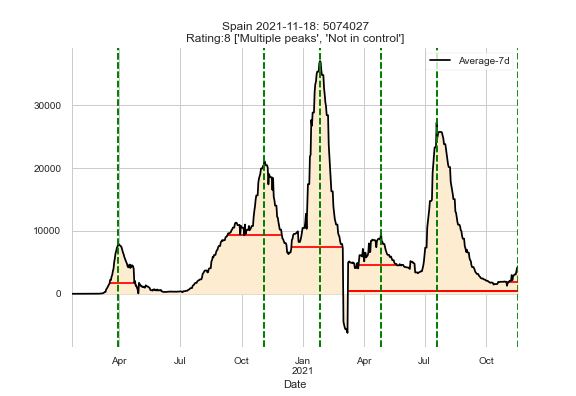 Spain 2021-11-18: 5074027
Rating:8 ['Multiple peaks', 'Not in control']
Average-7d
30000
20000
10000
0
Apr Jul Oct Jan Apr Jul Oct
2021
Date